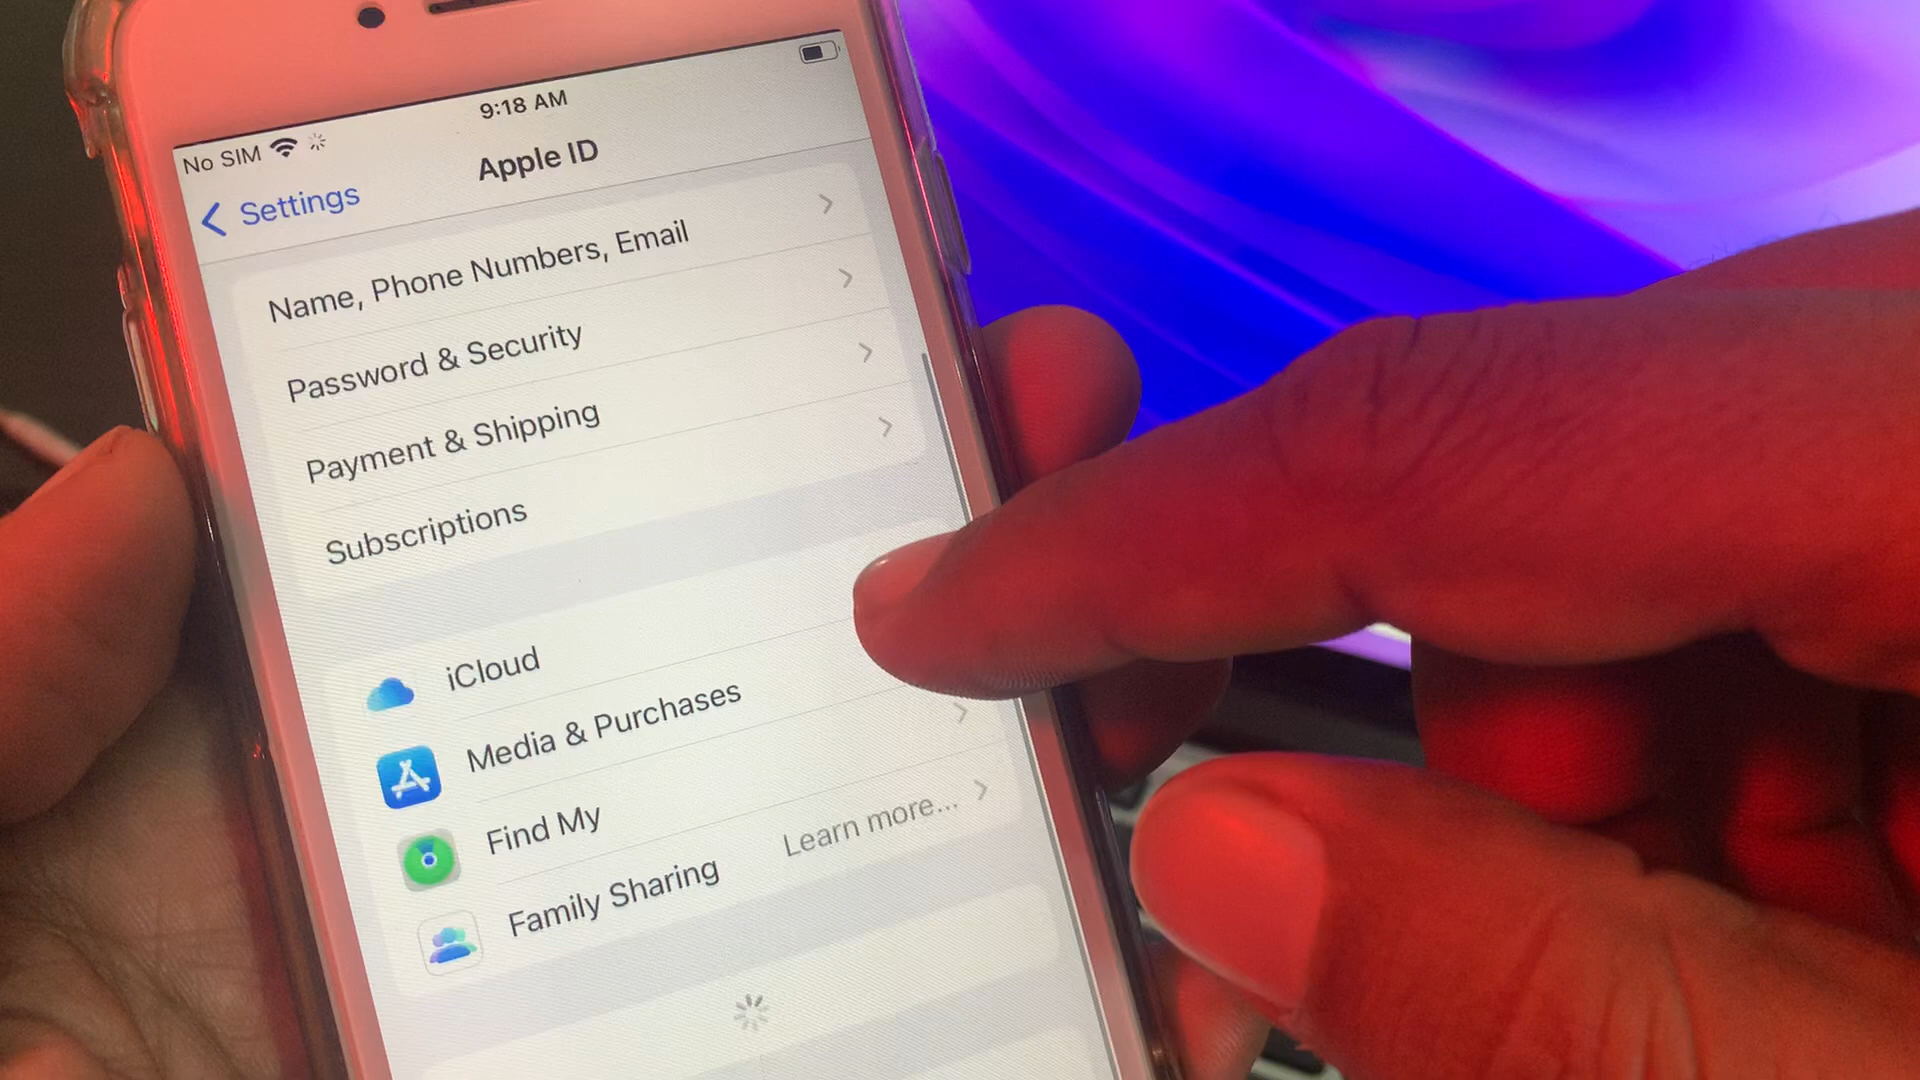 9:18 AM
No SIM
Apple ID
Settings
Name, Phone Numbers, Email
Password & Security
Payment & Shipping
Subscriptions
iCloud
Media & Purchases
Find My
Family Sharing Learn more...